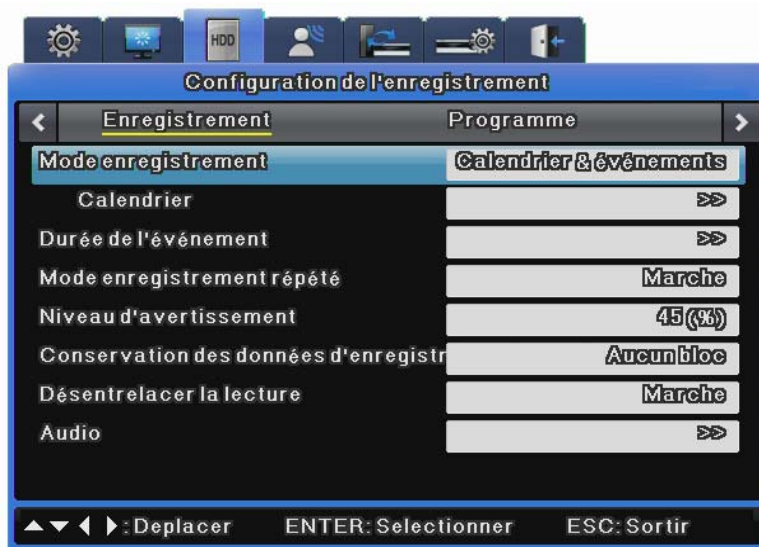 HDD
Configuration de l'enregistrement
Enregistrement Programme
Mode enregistrement Calendrier & événements
Calendrier >>
Durée de l'événement >>
Mode enregistrement répété Marche
Niveau d'avertissement 45(%)
Conservation des données d'enregistr Aucun bloc
Désentrelacer la lecture Marche
Audio >>
:Deplacer ENTER:Selectionner ESC:Sortir